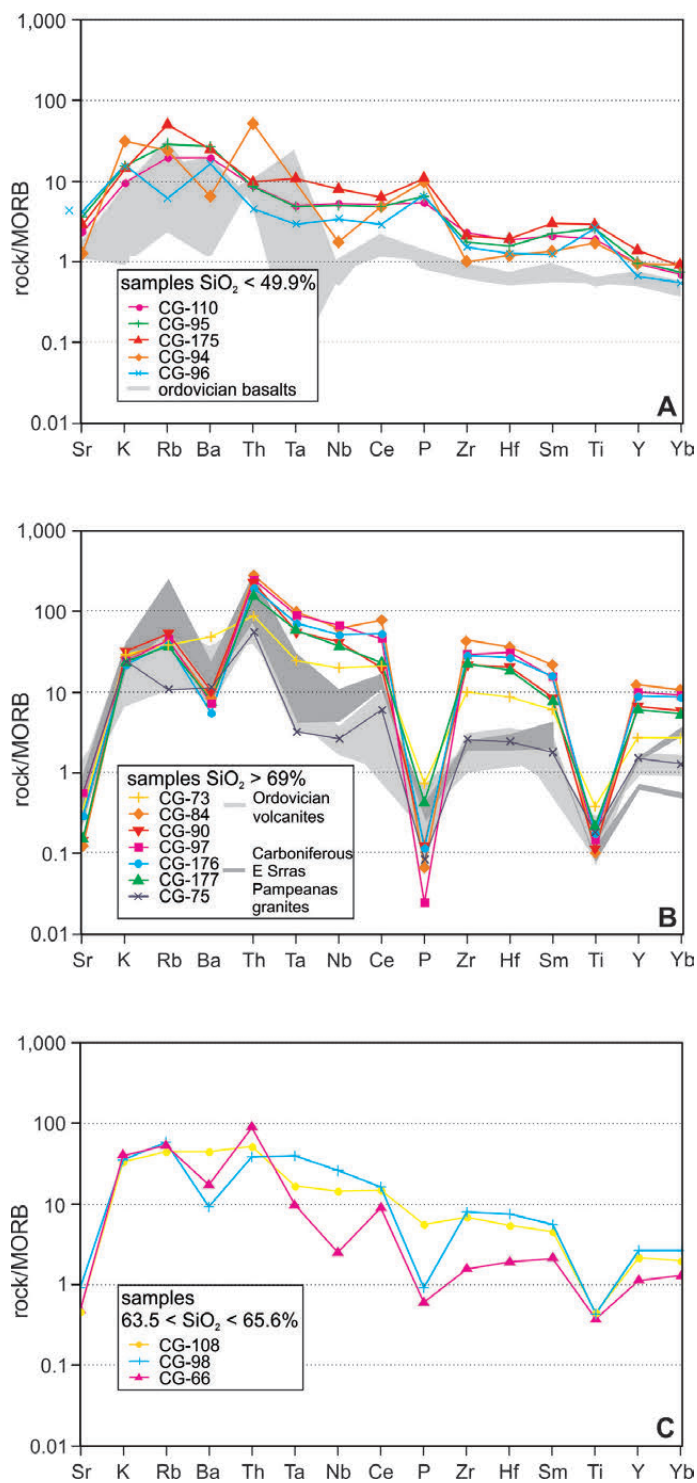 1,000
100
10
1
0.1
0.01
rock/MORB
samples SiO₂ < 49.9%
CG-110
CG-95
CG-175
CG-94
CG-96
ordovician basalts
A
Sr K Rb Ba Th Ta Nb Ce P Zr Hf Sm Ti Y Yb
1,000
100
10
1
0.1
0.01
rock/MORB
samples SiO₂ > 69%
CG-73
CG-84
CG-90
CG-97
CG-176
CG-177
CG-75
Ordovician
volcanites
Carboniferous
E Srras
Pampeanas
granites
B
Sr K Rb Ba Th Ta Nb Ce P Zr Hf Sm Ti Y Yb
1,000
100
10
1
0.1
0.01
rock/MORB
samples
63.5 < SiO₂ < 65.6%
CG-108
CG-98
CG-66
C
Sr K Rb Ba Th Ta Nb Ce P Zr Hf Sm Ti Y Yb